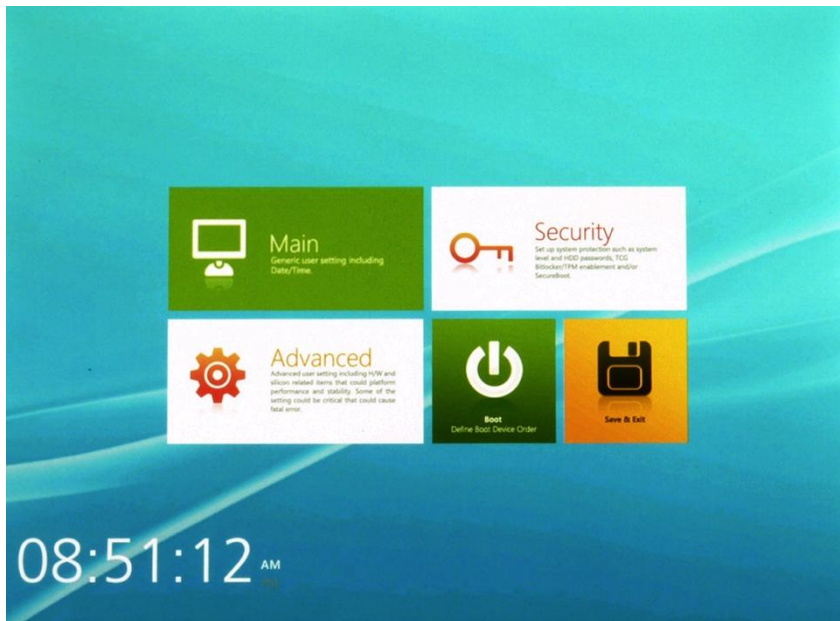 Main
Generic user setting including
Date/Time.
Security
Set up system protection such as system
level and HDD passwords, TCG
Bitlocker/TPM enablement and/or
SecureBoot.
Advanced
Advanced user setting including H/W and
silicon related items that could platform
performance and stability. Some of the
setting could be critical that could cause
fatal error.
Boot
Define Boot Device Order
Save & Exit
08:51:12 AM
PM